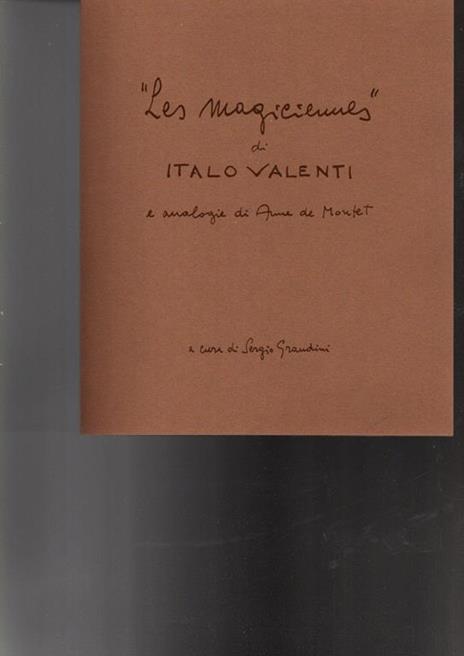 "Les Magiciennes"
di
ITALO VALENTI
e analogie di Anne de Montet
a cura di Sergio Grandini